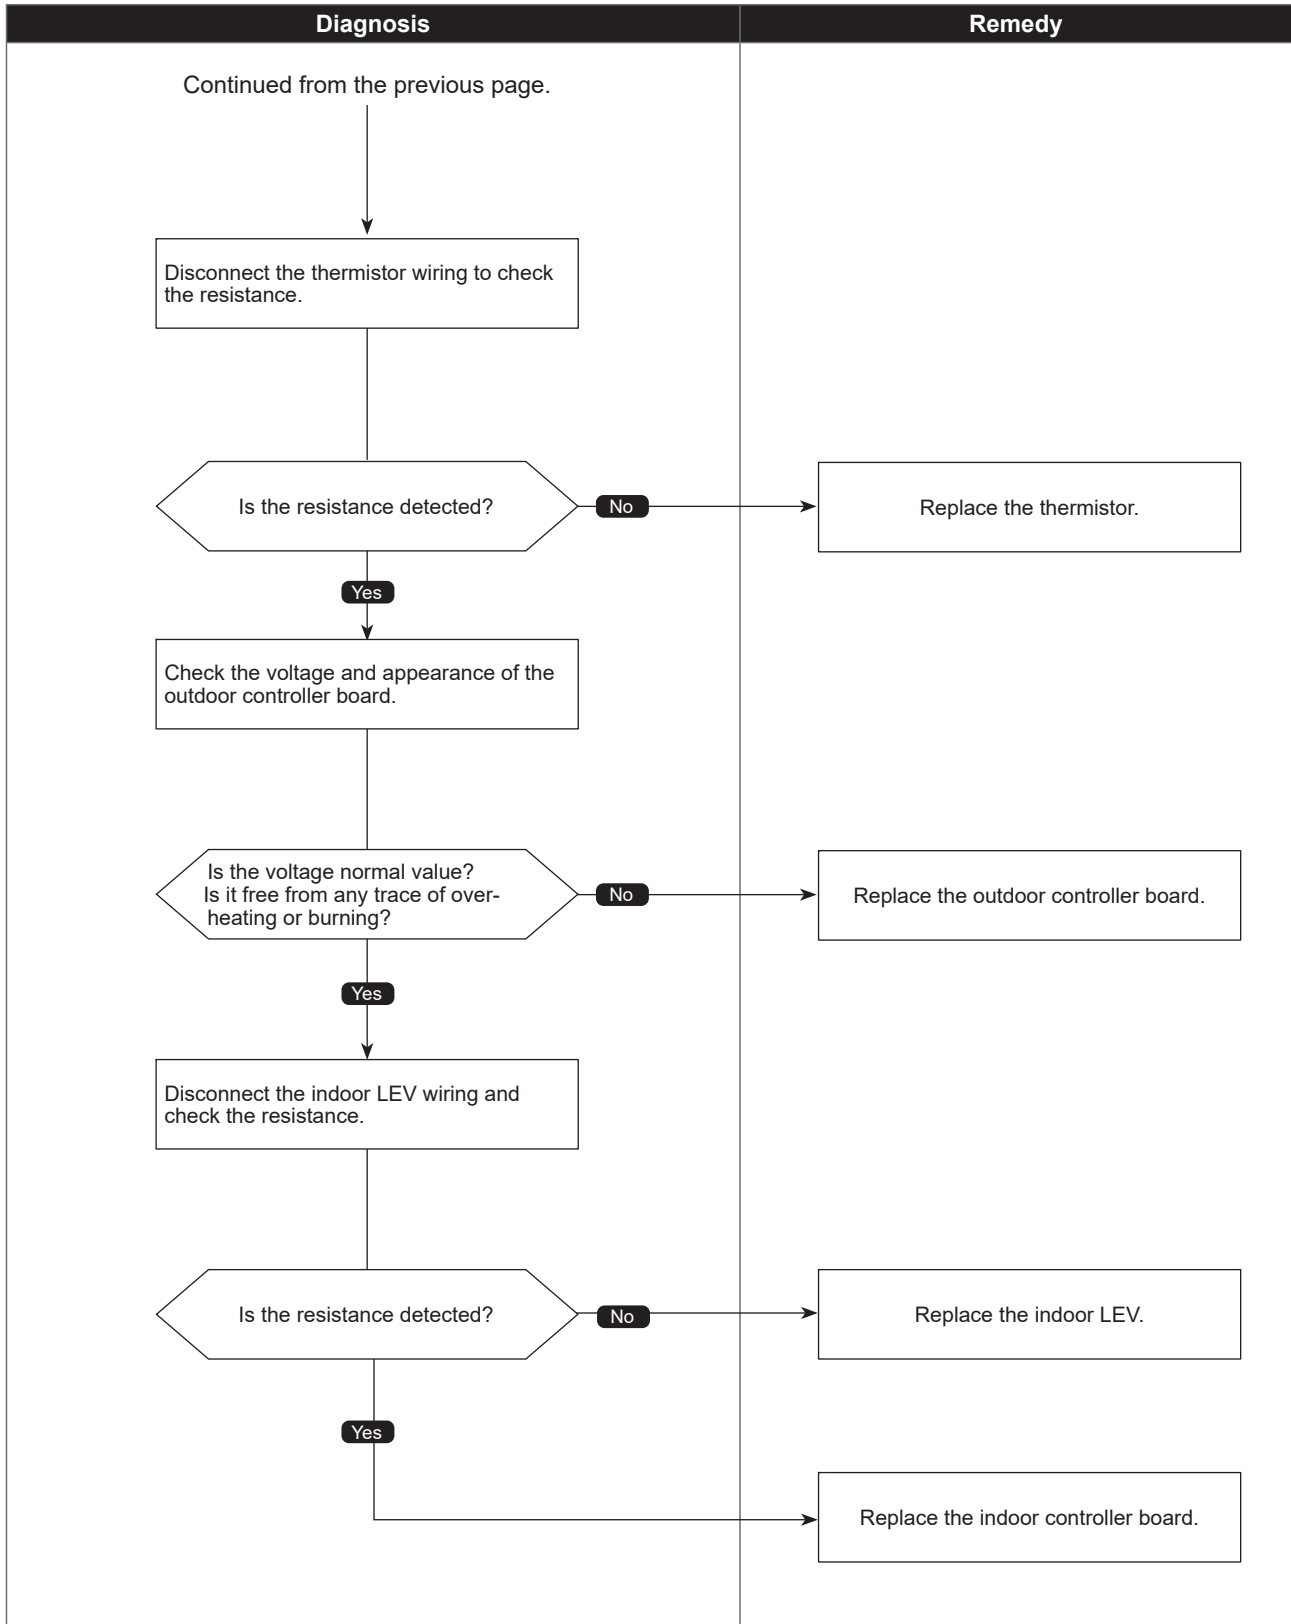 Diagnosis
Remedy
Continued from the previous page.
Disconnect the thermistor wiring to check
the resistance.
Is the resistance detected?
No
Replace the thermistor.
Yes
Check the voltage and appearance of the
outdoor controller board.
Is the voltage normal value?
Is it free from any trace of over-
heating or burning?
No
Replace the outdoor controller board.
Yes
Disconnect the indoor LEV wiring and
check the resistance.
Is the resistance detected?
No
Replace the indoor LEV.
Yes
Replace the indoor controller board.